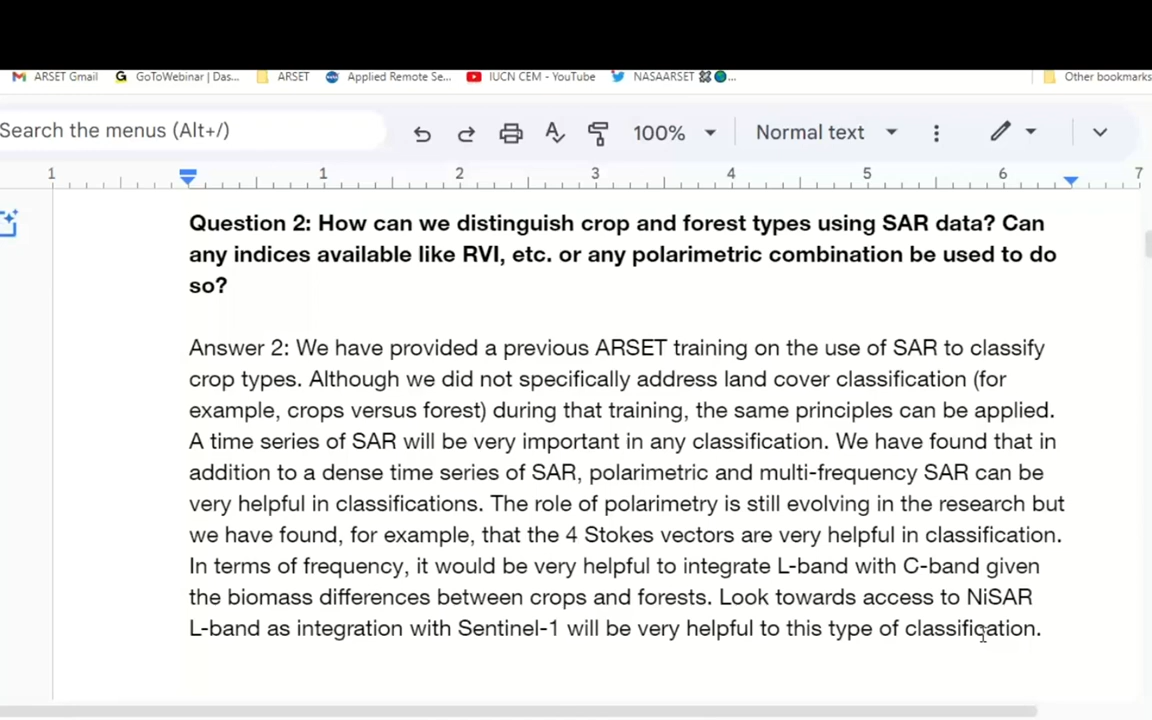 ARSET Gmail GoToWebinar | Das... ARSET Applied Remote Se... IUCN CEM - YouTube NASAARSET 🛰🌎... Other bookmarks
Search the menus (Alt+/) 100% Normal text
1 1 2 3 4 5 6 7
Question 2: How can we distinguish crop and forest types using SAR data? Can
any indices available like RVI, etc. or any polarimetric combination be used to do
so?
Answer 2: We have provided a previous ARSET training on the use of SAR to classify
crop types. Although we did not specifically address land cover classification (for
example, crops versus forest) during that training, the same principles can be applied.
A time series of SAR will be very important in any classification. We have found that in
addition to a dense time series of SAR, polarimetric and multi-frequency SAR can be
very helpful in classifications. The role of polarimetry is still evolving in the research but
we have found, for example, that the 4 Stokes vectors are very helpful in classification.
In terms of frequency, it would be very helpful to integrate L-band with C-band given
the biomass differences between crops and forests. Look towards access to NiSAR
L-band as integration with Sentinel-1 will be very helpful to this type of classification.